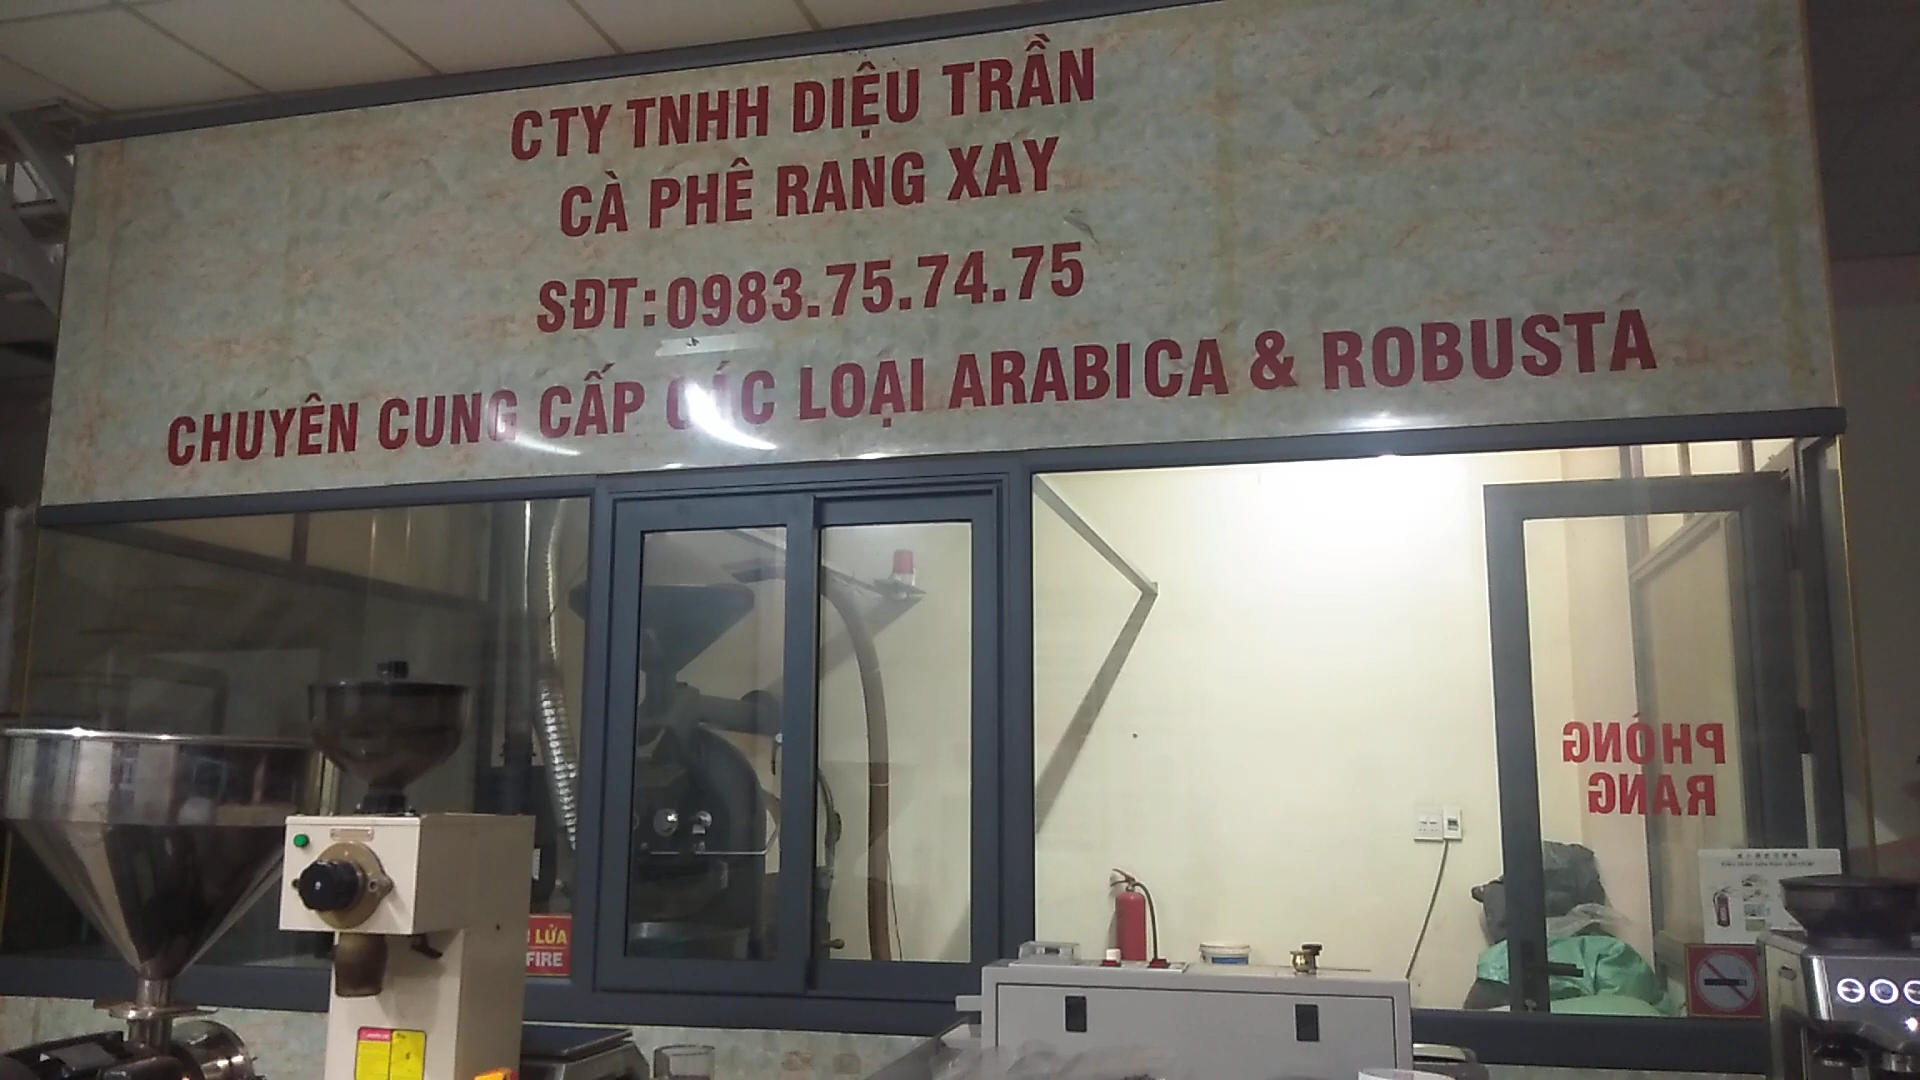 CTY TNHH DIỆU TRẦN
CÀ PHÊ RANG XAY
SĐT:0983.75.74.75
CHUYÊN CUNG CẤP CÁC LOẠI ARABICA & ROBUSTA
PHÒNG
RANG
LỬA
FIRE